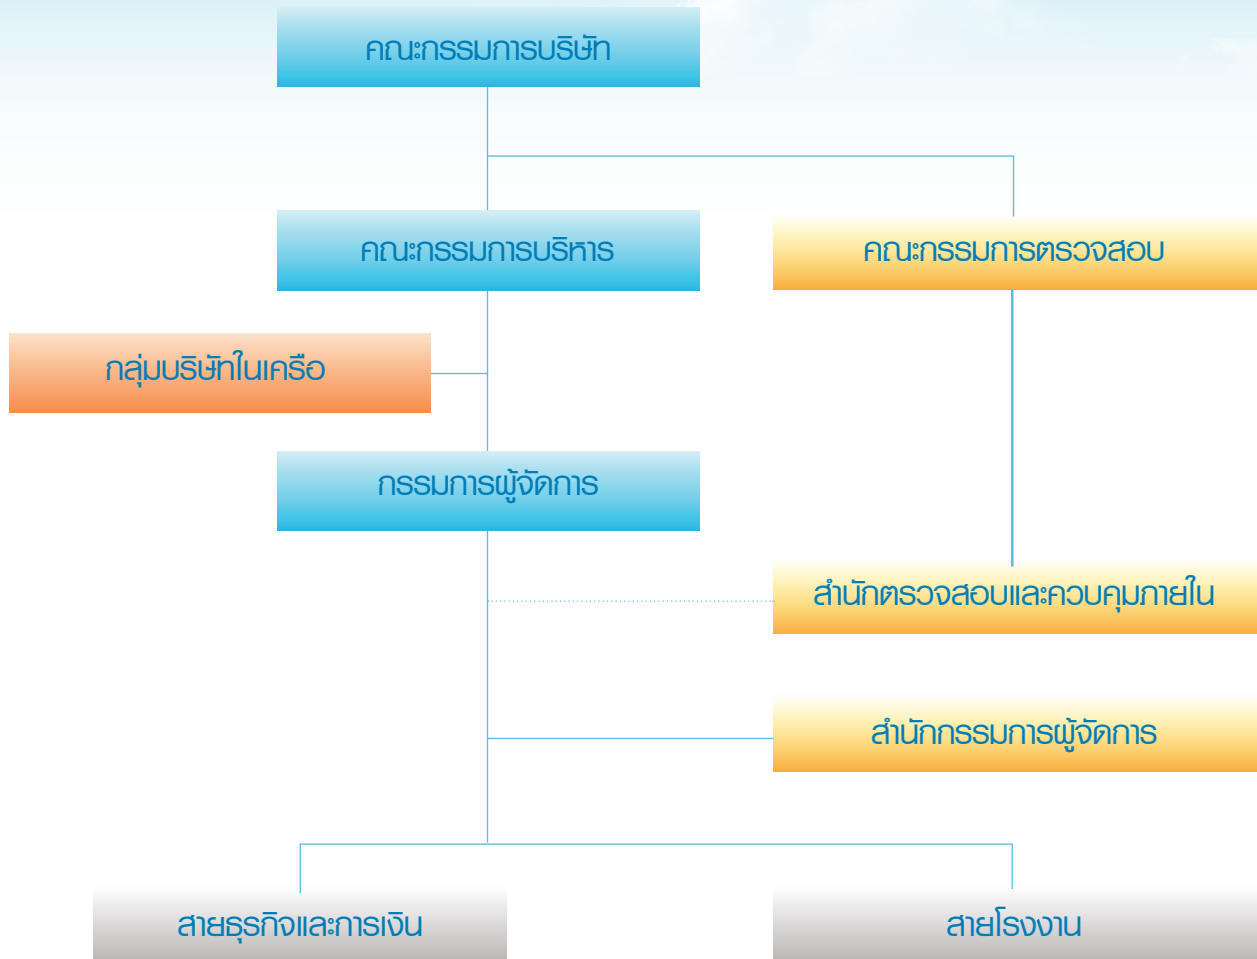 คณะกรรมการบริษัท
คณะกรรมการบริหาร
คณะกรรมการตรวจสอบ
กลุ่มบริษัทในเครือ
กรรมการผู้จัดการ
สำนักตรวจสอบและควบคุมภายใน
สำนักกรรมการผู้จัดการ
สายธุรกิจและการเงิน
สายโรงงาน